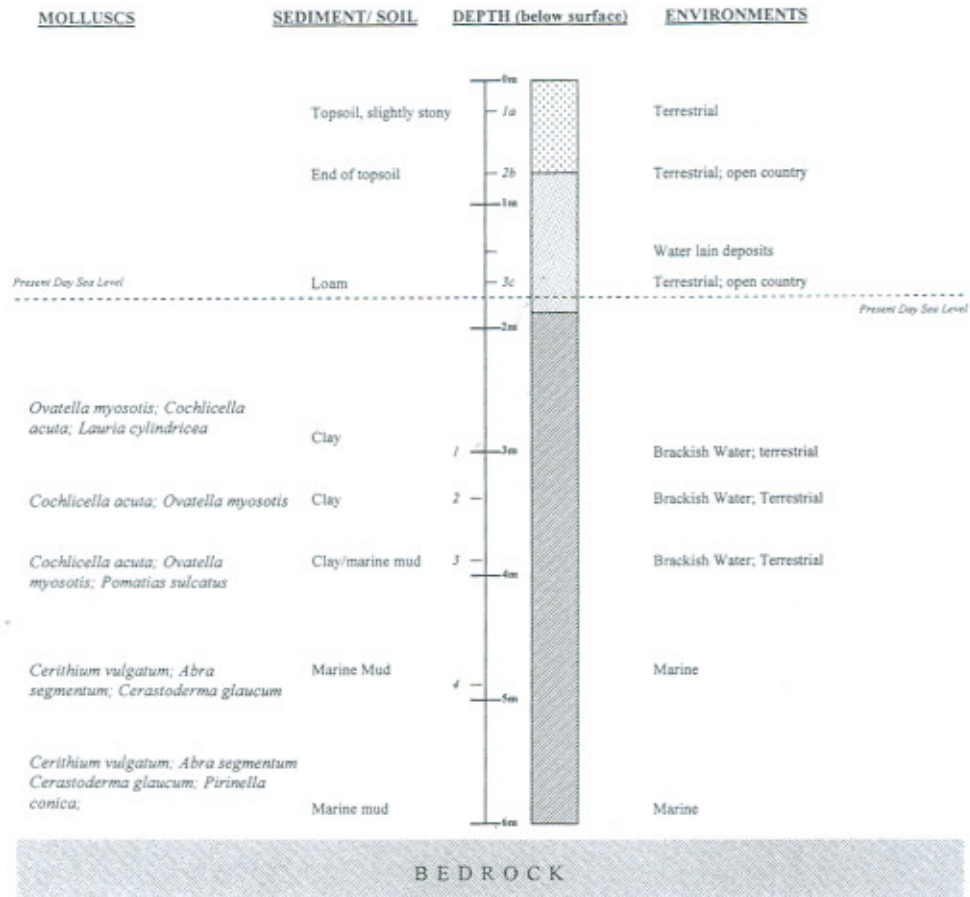 MOLLUSCS SEDIMENT/ SOIL DEPTH (below surface) ENVIRONMENTS
0m
Topsoil, slightly stony 1a Terrestrial
End of topsoil 2b Terrestrial; open country
1m
Water lain deposits
Present Day Sea Level Loam 3c Terrestrial; open country
Present Day Sea Level
2m
Ovatella myosotis; Cochlicella
acuta; Lauria cylindricea
Clay
1 3m Brackish Water; terrestrial
Cochlicella acuta; Ovatella myosotis Clay 2 Brackish Water; Terrestrial
Cochlicella acuta; Ovatella Clay/marine mud 3 Brackish Water; Terrestrial
myosotis; Pomatias sulcatus
4m
Cerithium vulgatum; Abra Marine Mud Marine
segmentum; Cerastoderma glaucum
4
5m
Cerithium vulgatum; Abra segmentum
Cerastoderma glaucum; Pirinella
conica;
Marine mud Marine
6m
BEDROCK